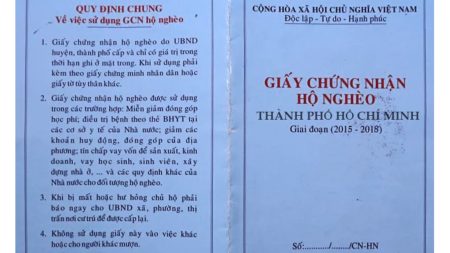 QUY ĐỊNH CHUNG
Về việc sử dụng GCN hộ nghèo
1. Giấy chứng nhận hộ nghèo do UBND
huyện, thành phố cấp và chỉ có giá trị trong
thời hạn ghi ở mặt trong. Khi sử dụng phải
kèm theo giấy chứng minh nhân dân hoặc
giấy tờ tùy thân khác.
2. Giấy chứng nhận hộ nghèo được sử dụng
trong các trường hợp: Miễn giảm đóng góp
học phí; điều trị bệnh theo thẻ BHYT tại
các cơ sở y tế của Nhà nước; giảm các
khoản huy động, đóng góp của địa
phương; tín chấp vay vốn để sản xuất, kinh
doanh, vay học sinh, sinh viên, xây
dựng nhà ở, ... và các quy định khác của
Nhà nước cho đối tượng hộ nghèo.
3. Khi bị mất hoặc hư hỏng chủ hộ phải
báo ngay cho UBND xã, phường, thị
trấn nơi cư trú để được cấp lại.
4. Không sử dụng giấy này vào việc khác
hoặc cho người khác mượn.
CỘNG HÒA XÃ HỘI CHỦ NGHĨA VIỆT NAM
Độc lập - Tự do - Hạnh phúc
GIẤY CHỨNG NHẬN
HỘ NGHÈO
THÀNH PHỐ HỒ CHÍ MINH
Giai đoạn (2015 - 2018)
Số:............/......../CN-HN